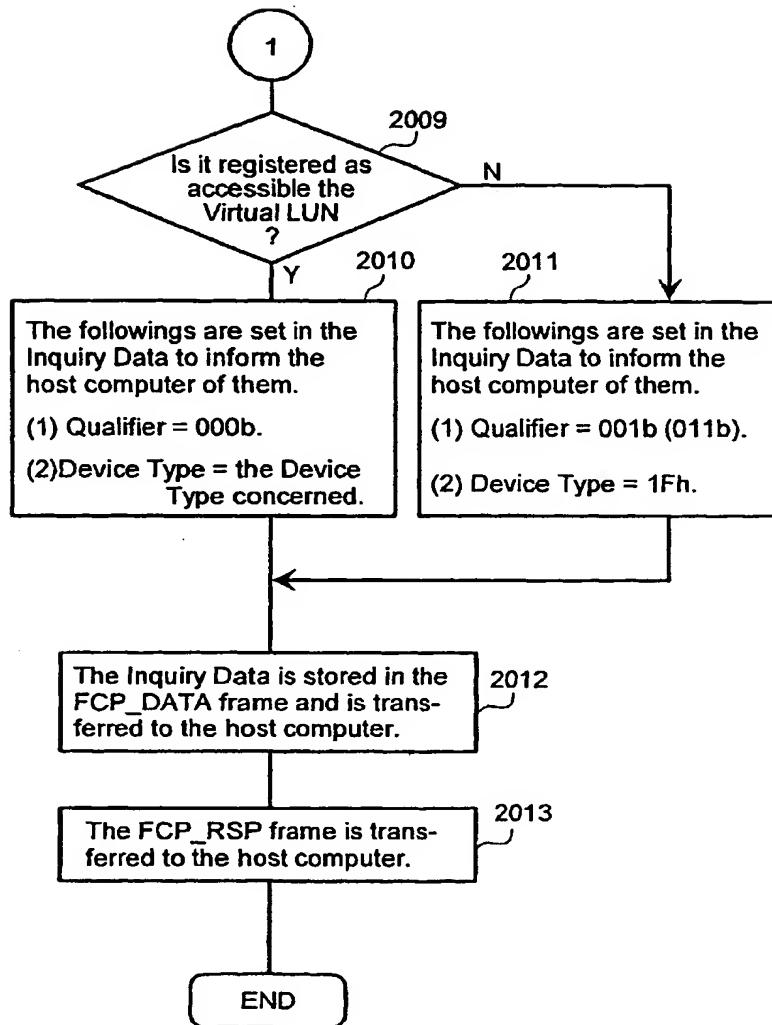 1
2009
Is it registered as
accessible the
Virtual LUN
?
N
Y
2010
2011
The followings are set in the
Inquiry Data to inform the
host computer of them.
(1) Qualifier = 000b.
(2)Device Type = the Device
Type concerned.
The followings are set in the
Inquiry Data to inform the
host computer of them.
(1) Qualifier = 001b (011b).
(2) Device Type = 1Fh.
The Inquiry Data is stored in the
FCP_DATA frame and is trans-
ferred to the host computer.
2012
The FCP_RSP frame is trans-
ferred to the host computer.
2013
END